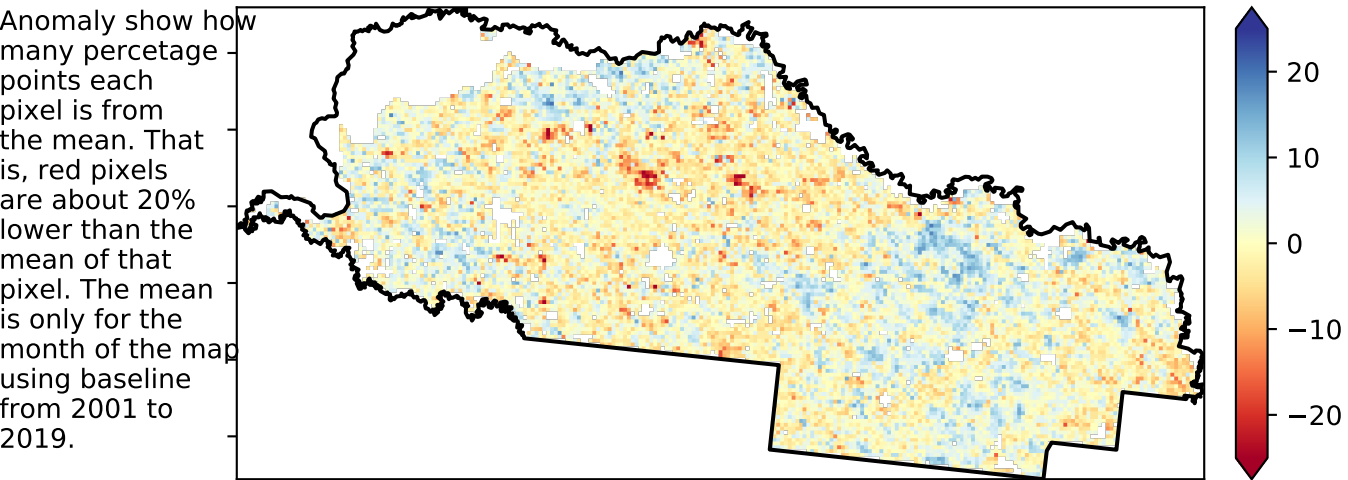 Anomaly show how
many percetage
points each
pixel is from
the mean. That
is, red pixels
are about 20%
lower than the
mean of that
pixel. The mean
is only for the
month of the map
using baseline
from 2001 to
2019.
20
10
0
−10
−20